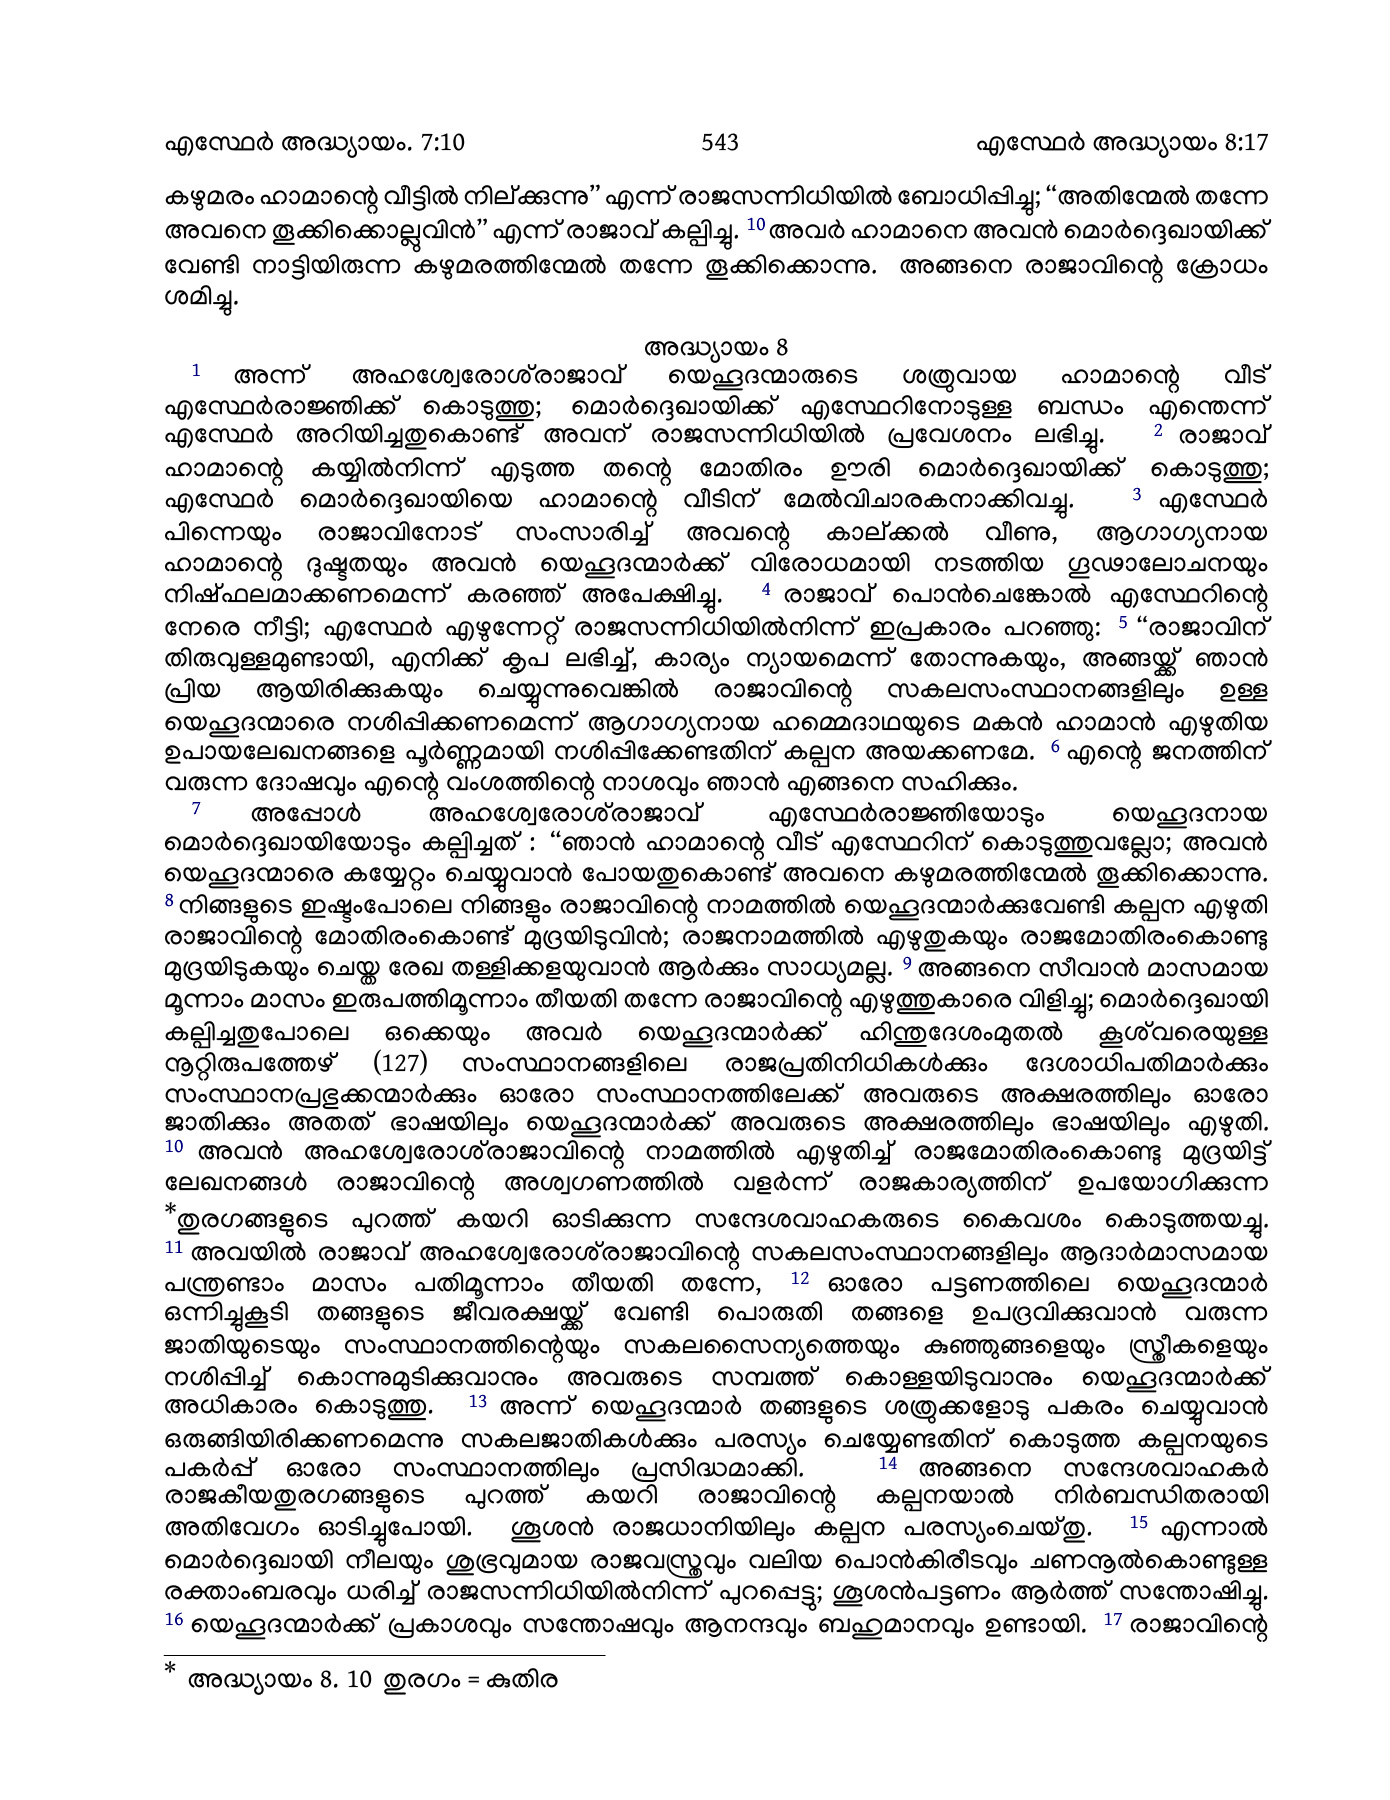 എസ്ഥേർ അദ്ധ്യായം. 7:10 543 എസ്ഥേർ അദ്ധ്യായം 8:17
കഴുമരം ഹാമാന്റെ വീട്ടിൽ നില്ക്കുന്നു” എന്ന് രാജസന്നിധിയിൽ ബോധിപ്പിച്ചു; “അതിന്മേൽ തന്നേ
അവനെ തൂക്കിക്കൊല്ലുവിൻ” എന്ന് രാജാവ് കല്പിച്ചു. 10 അവർ ഹാമാനെ അവൻ മൊർദ്ദെഖായിക്ക്
വേണ്ടി നാട്ടിയിരുന്ന കഴുമരത്തിന്മേൽ തന്നേ തൂക്കിക്കൊന്നു. അങ്ങനെ രാജാവിന്റെ ക്രോധം
ശമിച്ചു.
അദ്ധ്യായം 8
1 അന്ന് അഹശ്വേരോശ്‌രാജാവ് യെഹൂദന്മാരുടെ ശത്രുവായ ഹാമാന്റെ വീട്
എസ്ഥേർരാജ്ഞിക്ക് കൊടുത്തു; മൊർദ്ദെഖായിക്ക് എസ്ഥേറിനോടുള്ള ബന്ധം എന്തെന്ന്
എസ്ഥേർ അറിയിച്ചതുകൊണ്ട് അവന് രാജസന്നിധിയിൽ പ്രവേശനം ലഭിച്ചു. 2 രാജാവ്
ഹാമാന്റെ കയ്യിൽനിന്ന് എടുത്ത തന്റെ മോതിരം ഊരി മൊർദ്ദെഖായിക്ക് കൊടുത്തു;
എസ്ഥേർ മൊർദ്ദെഖായിയെ ഹാമാന്റെ വീടിന് മേൽവിചാരകനാക്കിവച്ചു. 3 എസ്ഥേർ
പിന്നെയും രാജാവിനോട് സംസാരിച്ച് അവന്റെ കാല്ക്കൽ വീണു, ആഗാഗ്യനായ
ഹാമാന്റെ ദുഷ്ടതയും അവൻ യെഹൂദന്മാർക്ക് വിരോധമായി നടത്തിയ ഗൂഢാലോചനയും
നിഷ്ഫലമാക്കണമെന്ന് കരഞ്ഞ് അപേക്ഷിച്ചു. 4 രാജാവ് പൊൻചെങ്കോൽ എസ്ഥേറിന്റെ
നേരെ നീട്ടി; എസ്ഥേർ എഴുന്നേറ്റ് രാജസന്നിധിയിൽനിന്ന് ഇപ്രകാരം പറഞ്ഞു: 5 “രാജാവിന്
തിരുവുള്ളമുണ്ടായി, എനിക്ക് കൃപ ലഭിച്ച്, കാര്യം ന്യായമെന്ന് തോന്നുകയും, അങ്ങയ്ക്ക് ഞാൻ
പ്രിയ ആയിരിക്കുകയും ചെയ്യുന്നുവെങ്കിൽ രാജാവിന്റെ സകലസംസ്ഥാനങ്ങളിലും ഉള്ള
യെഹൂദന്മാരെ നശിപ്പിക്കണമെന്ന് ആഗാഗ്യനായ ഹമ്മെദാഥയുടെ മകൻ ഹാമാൻ എഴുതിയ
ഉപായലേഖനങ്ങളെ പൂർണ്ണമായി നശിപ്പിക്കേണ്ടതിന് കല്പന അയക്കണമേ. 6 എന്റെ ജനത്തിന്
വരുന്ന ദോഷവും എന്റെ വംശത്തിന്റെ നാശവും ഞാൻ എങ്ങനെ സഹിക്കും.
7 അപ്പോൾ അഹശ്വേരോശ്‌രാജാവ് എസ്ഥേർരാജ്ഞിയോടും യെഹൂദനായ
മൊർദ്ദെഖായിയോടും കല്പിച്ചത് : “ഞാൻ ഹാമാന്റെ വീട് എസ്ഥേറിന് കൊടുത്തുവല്ലോ; അവൻ
യെഹൂദന്മാരെ കയ്യേറ്റം ചെയ്യുവാൻ പോയതുകൊണ്ട് അവനെ കഴുമരത്തിന്മേൽ തൂക്കിക്കൊന്നു.
8 നിങ്ങളുടെ ഇഷ്ടംപോലെ നിങ്ങളും രാജാവിന്റെ നാമത്തിൽ യെഹൂദന്മാർക്കുവേണ്ടി കല്പന എഴുതി
രാജാവിന്റെ മോതിരംകൊണ്ട് മുദ്രയിടുവിൻ; രാജനാമത്തിൽ എഴുതുകയും രാജമോതിരംകൊണ്ടു
മുദ്രയിടുകയും ചെയ്ത രേഖ തള്ളിക്കളയുവാൻ ആർക്കും സാധ്യമല്ല. 9 അങ്ങനെ സീവാൻ മാസമായ
മൂന്നാം മാസം ഇരുപത്തിമൂന്നാം തീയതി തന്നേ രാജാവിന്റെ എഴുത്തുകാരെ വിളിച്ചു; മൊർദ്ദെഖായി
കല്പിച്ചതുപോലെ ഒക്കെയും അവർ യെഹൂദന്മാർക്ക് ഹിന്തുദേശംമുതൽ കൂശ്‌വരെയുള്ള
നൂറ്റിരുപത്തേഴ് (127) സംസ്ഥാനങ്ങളിലെ രാജപ്രതിനിധികൾക്കും ദേശാധിപതിമാർക്കും
സംസ്ഥാനപ്രഭുക്കന്മാർക്കും ഓരോ സംസ്ഥാനത്തിലേക്ക് അവരുടെ അക്ഷരത്തിലും ഓരോ
ജാതിക്കും അതത് ഭാഷയിലും യെഹൂദന്മാർക്ക് അവരുടെ അക്ഷരത്തിലും ഭാഷയിലും എഴുതി.
10 അവൻ അഹശ്വേരോശ്‌രാജാവിന്റെ നാമത്തിൽ എഴുതിച്ച് രാജമോതിരംകൊണ്ടു മുദ്രയിട്ട്
ലേഖനങ്ങൾ രാജാവിന്റെ അശ്വഗണത്തിൽ വളർന്ന് രാജകാര്യത്തിന് ഉപയോഗിക്കുന്ന
*തുരഗങ്ങളുടെ പുറത്ത് കയറി ഓടിക്കുന്ന സന്ദേശവാഹകരുടെ കൈവശം കൊടുത്തയച്ചു.
11 അവയിൽ രാജാവ് അഹശ്വേരോശ്‌രാജാവിന്റെ സകലസംസ്ഥാനങ്ങളിലും ആദാർമാസമായ
പന്ത്രണ്ടാം മാസം പതിമൂന്നാം തീയതി തന്നേ, 12 ഓരോ പട്ടണത്തിലെ യെഹൂദന്മാർ
ഒന്നിച്ചുകൂടി തങ്ങളുടെ ജീവരക്ഷയ്ക്ക് വേണ്ടി പൊരുതി തങ്ങളെ ഉപദ്രവിക്കുവാൻ വരുന്ന
ജാതിയുടെയും സംസ്ഥാനത്തിന്റെയും സകലസൈന്യത്തെയും കുഞ്ഞുങ്ങളെയും സ്ത്രീകളെയും
നശിപ്പിച്ച് കൊന്നുമുടിക്കുവാനും അവരുടെ സമ്പത്ത് കൊള്ളയിടുവാനും യെഹൂദന്മാർക്ക്
അധികാരം കൊടുത്തു. 13 അന്ന് യെഹൂദന്മാർ തങ്ങളുടെ ശത്രുക്കളോടു പകരം ചെയ്യുവാൻ
ഒരുങ്ങിയിരിക്കണമെന്നു സകലജാതികൾക്കും പരസ്യം ചെയ്യേണ്ടതിന് കൊടുത്ത കല്പനയുടെ
പകർപ്പ് ഓരോ സംസ്ഥാനത്തിലും പ്രസിദ്ധമാക്കി. 14 അങ്ങനെ സന്ദേശവാഹകർ
രാജകീയതുരഗങ്ങളുടെ പുറത്ത് കയറി രാജാവിന്റെ കല്പനയാൽ നിർബന്ധിതരായി
അതിവേഗം ഓടിച്ചുപോയി. ശൂശൻ രാജധാനിയിലും കല്പന പരസ്യംചെയ്തു. 15 എന്നാൽ
മൊർദ്ദെഖായി നീലയും ശുഭ്രവുമായ രാജവസ്ത്രവും വലിയ പൊൻകിരീടവും ചണനൂൽകൊണ്ടുള്ള
രക്താംബരവും ധരിച്ച് രാജസന്നിധിയിൽനിന്ന് പുറപ്പെട്ടു; ശൂശൻപട്ടണം ആർത്ത് സന്തോഷിച്ചു.
16 യെഹൂദന്മാർക്ക് പ്രകാശവും സന്തോഷവും ആനന്ദവും ബഹുമാനവും ഉണ്ടായി. 17 രാജാവിന്റെ
* അദ്ധ്യായം 8. 10 തുരഗം = കുതിര